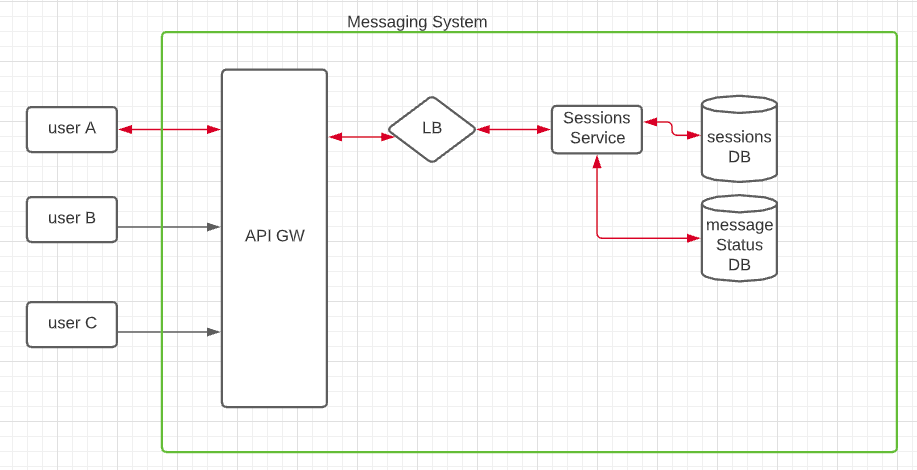 Messaging System
user A
user B
user C
API GW
LB
Sessions
Service
sessions
DB
message
Status
DB